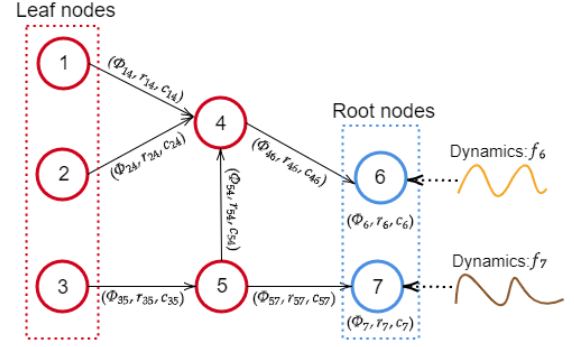 Leaf nodes
1
(Φ14, r14, c14)
4
Root nodes
2
(Φ24, r24, c24)
(Φ46, r46, c46)
6
Dynamics:f6
(Φ54, r54, c54)
(Φ6, r6, c6)
3
(Φ35, r35, c35)
5
(Φ57, r57, c57)
7
Dynamics:f7
(Φ7, r7, c7)